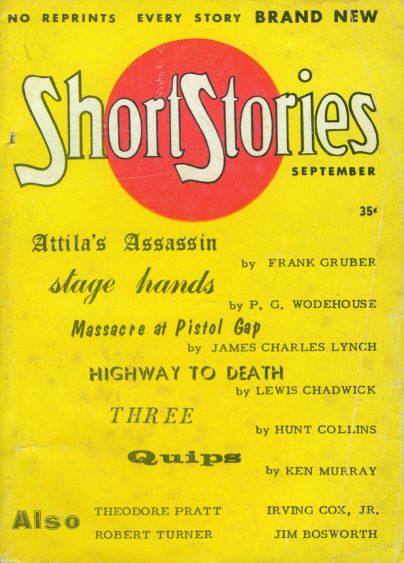 NO REPRINTS EVERY STORY BRAND NEW
Short Stories
SEPTEMBER
35¢
Attila's Assassin
by FRANK GRUBER
stage hands
by P. G. WODEHOUSE
Massacre at Pistol Gap
by JAMES CHARLES LYNCH
HIGHWAY TO DEATH
by LEWIS CHADWICK
THREE
by HUNT COLLINS
Quips
by KEN MURRAY
Also THEODORE PRATT IRVING COX, JR.
ROBERT TURNER JIM BOSWORTH